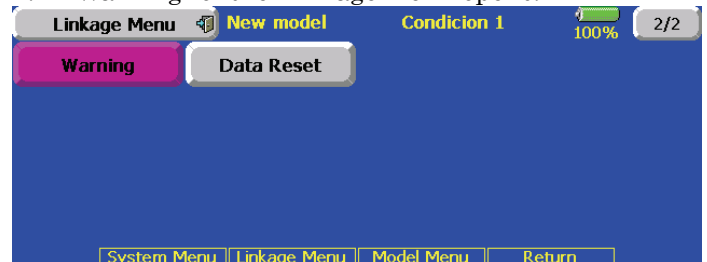 Linkage Menu New model Condicion 1 100% 2/2
Warning Data Reset
System Menu Linkage Menu Model Menu Return